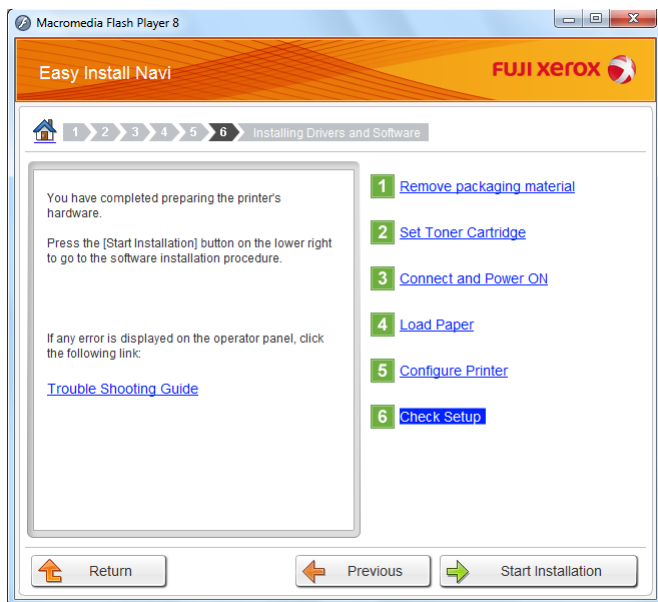 Macromedia Flash Player 8
Easy Install Navi
FUJI xerox
1 2 3 4 5 6 Installing Drivers and Software
You have completed preparing the printer's
hardware.
Press the [Start Installation] button on the lower right
to go to the software installation procedure.
If any error is displayed on the operator panel, click
the following link:
Trouble Shooting Guide
1 Remove packaging material
2 Set Toner Cartridge
3 Connect and Power ON
4 Load Paper
5 Configure Printer
6 Check Setup
Return
Previous
Start Installation